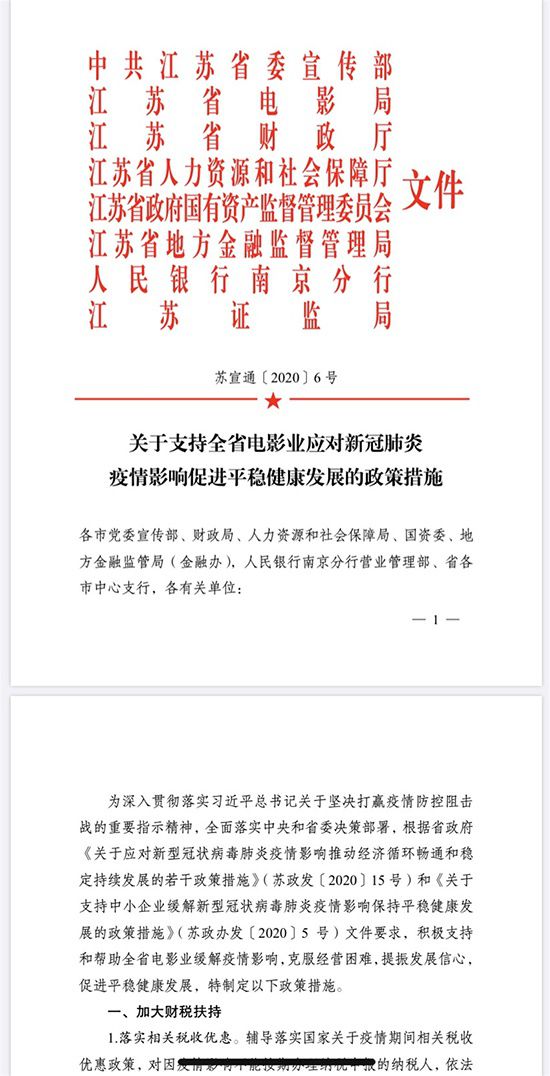 中共江苏省委宣传部
江苏省电影局
江苏省财政厅
江苏省人力资源和社会保障厅
江苏省政府国有资产监督管理委员会
江苏省地方金融监督管理局
人民银行南京分行
江苏证监局
文件
苏宣通〔2020〕6号
关于支持全省电影业应对新冠肺炎
疫情影响促进平稳健康发展的政策措施
各市党委宣传部、财政局、人力资源和社会保障局、国资委、地
方金融监管局（金融办），人民银行南京分行营业管理部、省各
市中心支行，各有关单位：
— 1 —
为深入贯彻落实习近平总书记关于坚决打赢疫情防控阻击
战的重要指示精神，全面落实中央和省委决策部署，根据省政府
《关于应对新型冠状病毒肺炎疫情影响推动经济循环畅通和稳
定持续发展的若干政策措施》（苏政发〔2020〕15号）和《关于
支持中小企业缓解新型冠状病毒肺炎疫情影响保持平稳健康发
展的政策措施》（苏政办发〔2020〕5 号）文件要求，积极支持
和帮助全省电影业缓解疫情影响，克服经营困难，提振发展信心，
促进平稳健康发展，特制定以下政策措施。
一、加大财税扶持
1.落实相关税收优惠。辅导落实国家关于疫情期间相关税收
优惠政策，对因疫情影响不能按期办理纳税申报的纳税人，依法